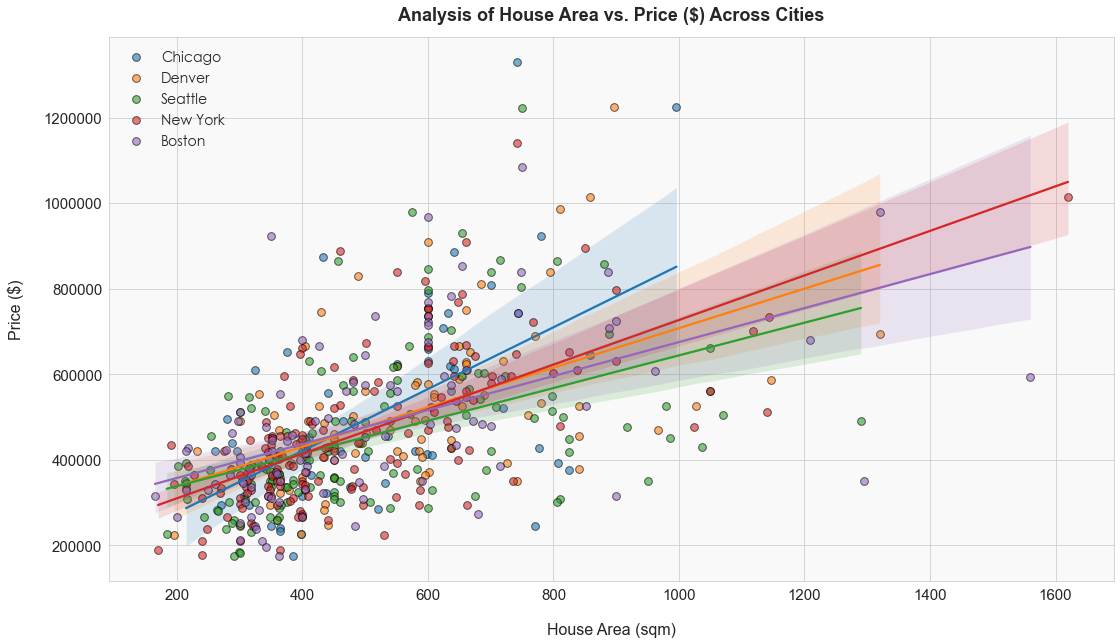 Analysis of House Area vs. Price ($) Across Cities
Chicago
Denver
Seattle
New York
Boston
Price ($)
1200000
1000000
800000
600000
400000
200000
200 400 600 800 1000 1200 1400 1600
House Area (sqm)